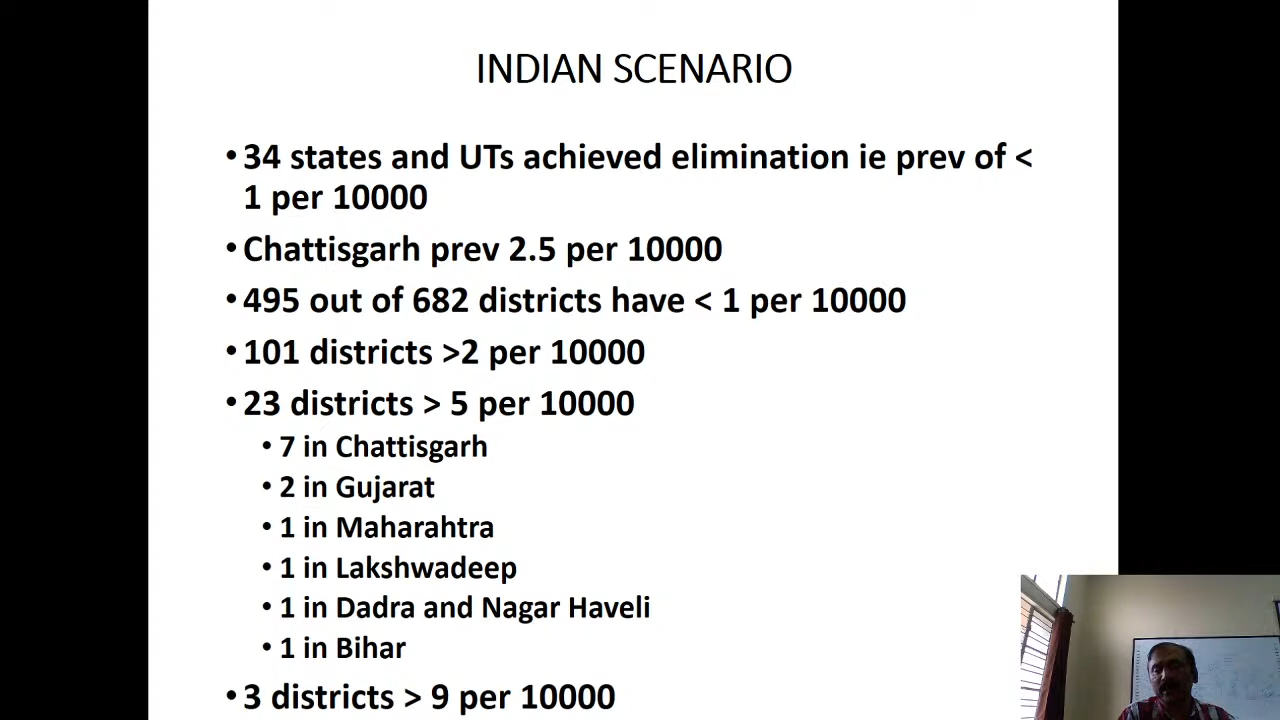 INDIAN SCENARIO
• 34 states and UTs achieved elimination ie prev of <
1 per 10000
• Chattisgarh prev 2.5 per 10000
• 495 out of 682 districts have < 1 per 10000
• 101 districts >2 per 10000
• 23 districts > 5 per 10000
• 7 in Chattisgarh
• 2 in Gujarat
• 1 in Maharahtra
• 1 in Lakshwadeep
• 1 in Dadra and Nagar Haveli
• 1 in Bihar
• 3 districts > 9 per 10000